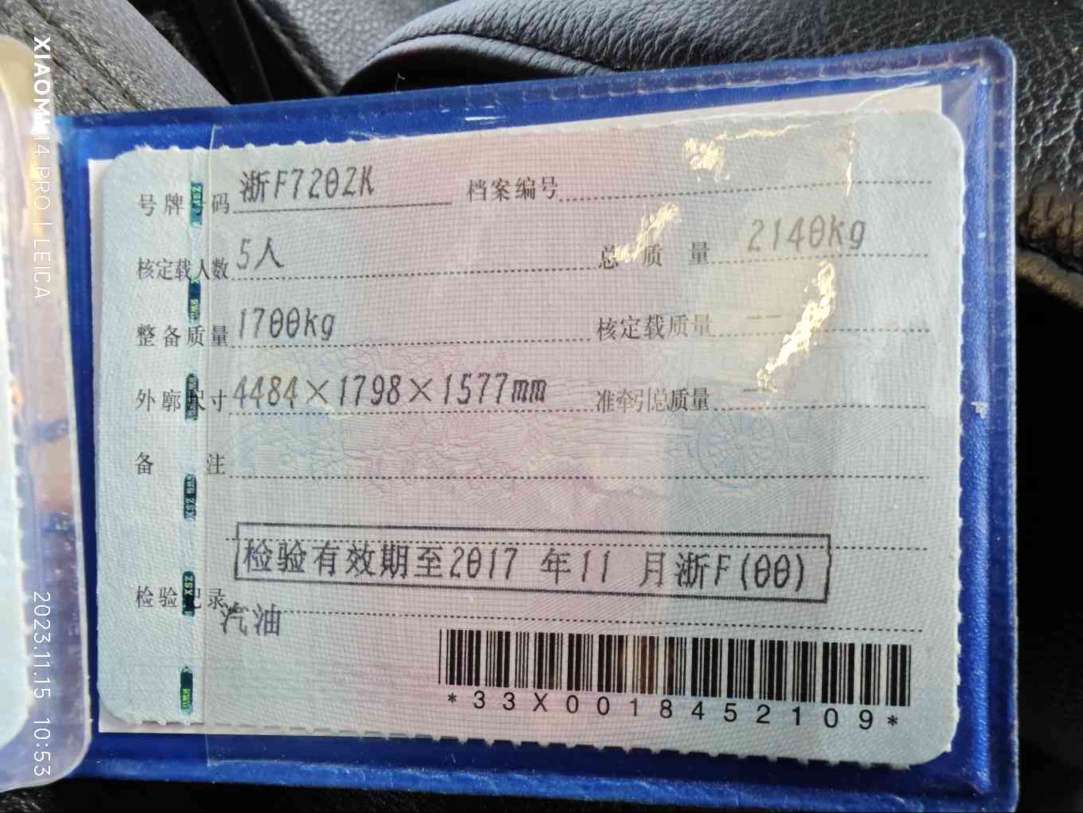 号牌号码 浙F7202K 档案编号
核定载人数 5人 总质量 2140kg
整备质量 1700kg 核定载质量 --
外廓尺寸 4484×1798×1577mm 准牵引总质量 --
备注
检验有效期至2017 年11 月浙F(00)
检验记录
汽油
*33X0018452109*
XIAOMI 14 PRO | LEICA
2023.11.15 10:53